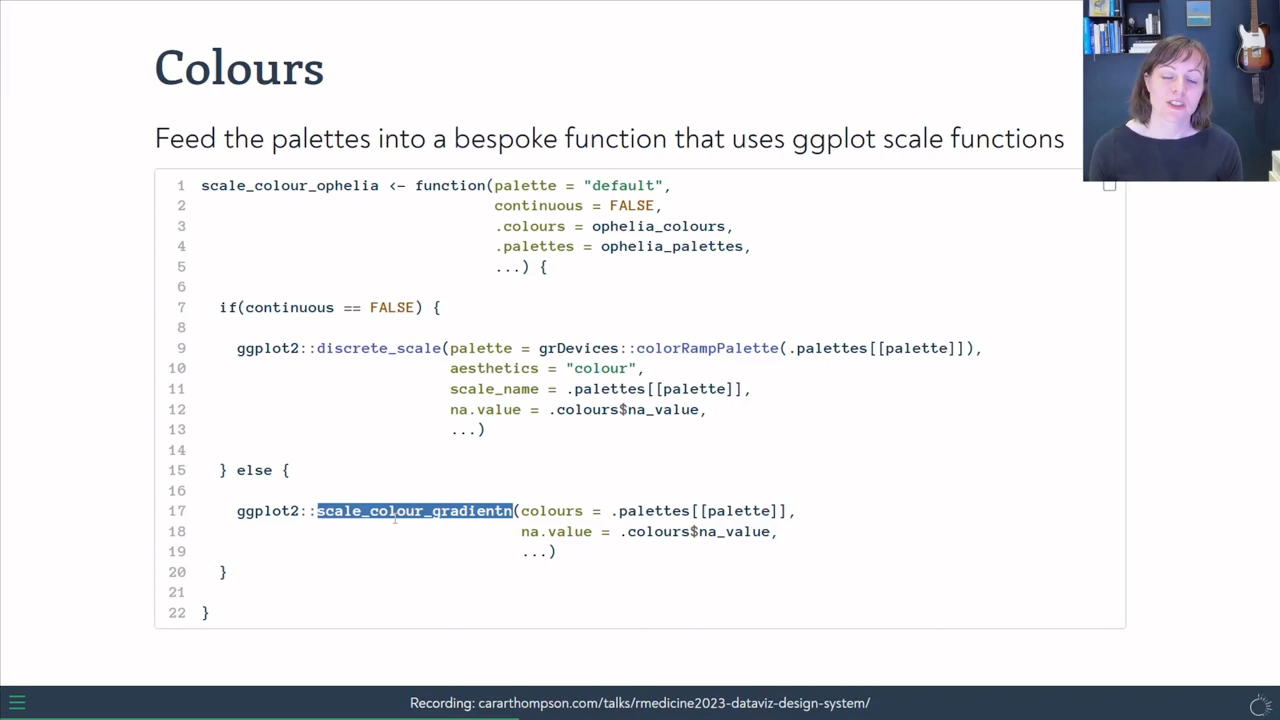 Colours
Feed the palettes into a bespoke function that uses ggplot scale functions
1 scale_colour_ophelia <- function(palette = "default",
2 continuous = FALSE,
3 .colours = ophelia_colours,
4 .palettes = ophelia_palettes,
5 ...) {
6
7 if(continuous == FALSE) {
8
9 ggplot2::discrete_scale(palette = grDevices::colorRampPalette(.palettes[[palette]]),
10 aesthetics = "colour",
11 scale_name = .palettes[[palette]],
12 na.value = .colours$na_value,
13 ...)
14
15 } else {
16
17 ggplot2::scale_colour_gradientn(colours = .palettes[[palette]],
18 na.value = .colours$na_value,
19 ...)
20 }
21
22 }
Recording: cararthompson.com/talks/rmedicine2023-dataviz-design-system/